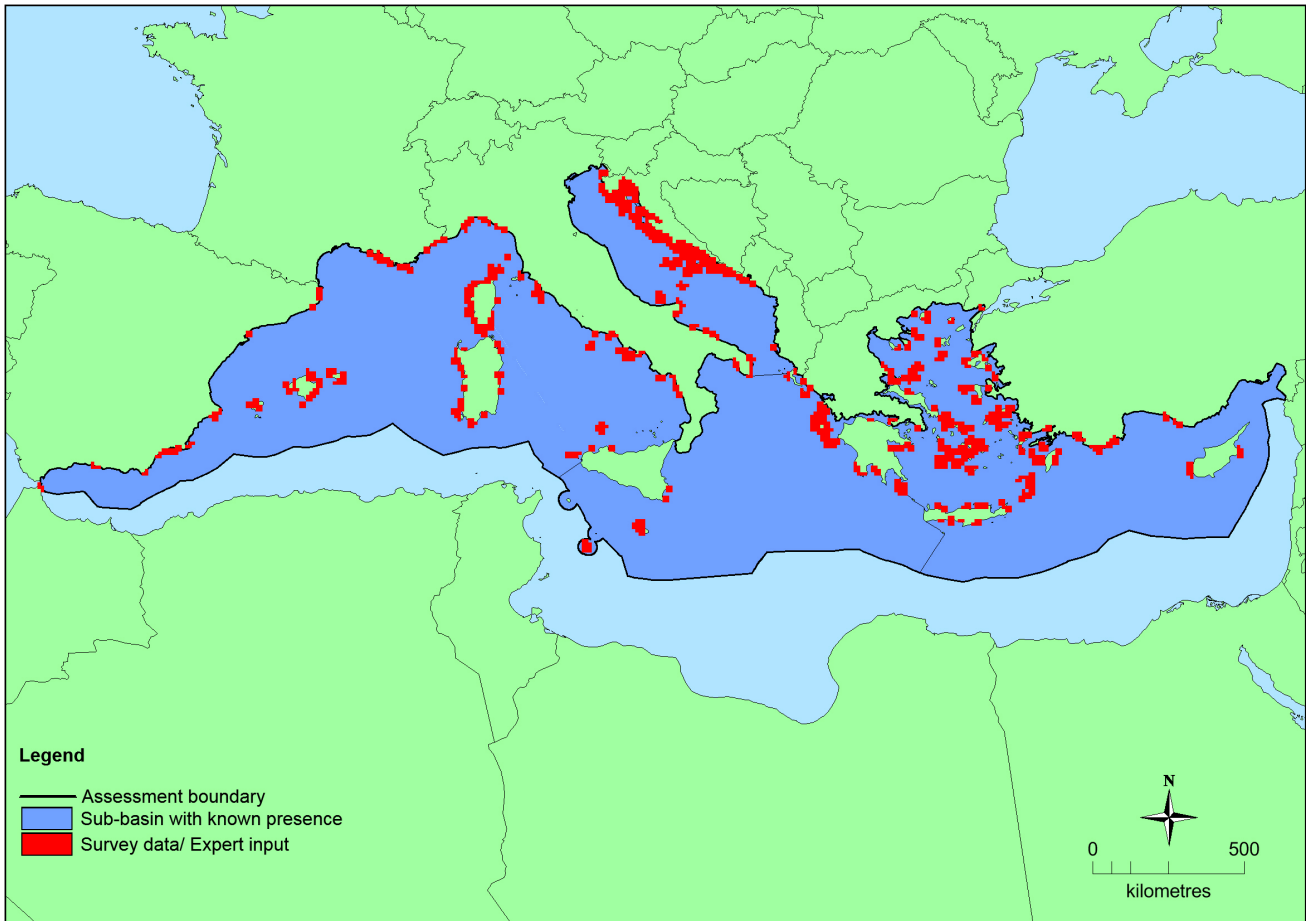 Legend
Assessment boundary
Sub-basin with known presence
Survey data/ Expert input
N
0 500
kilometres